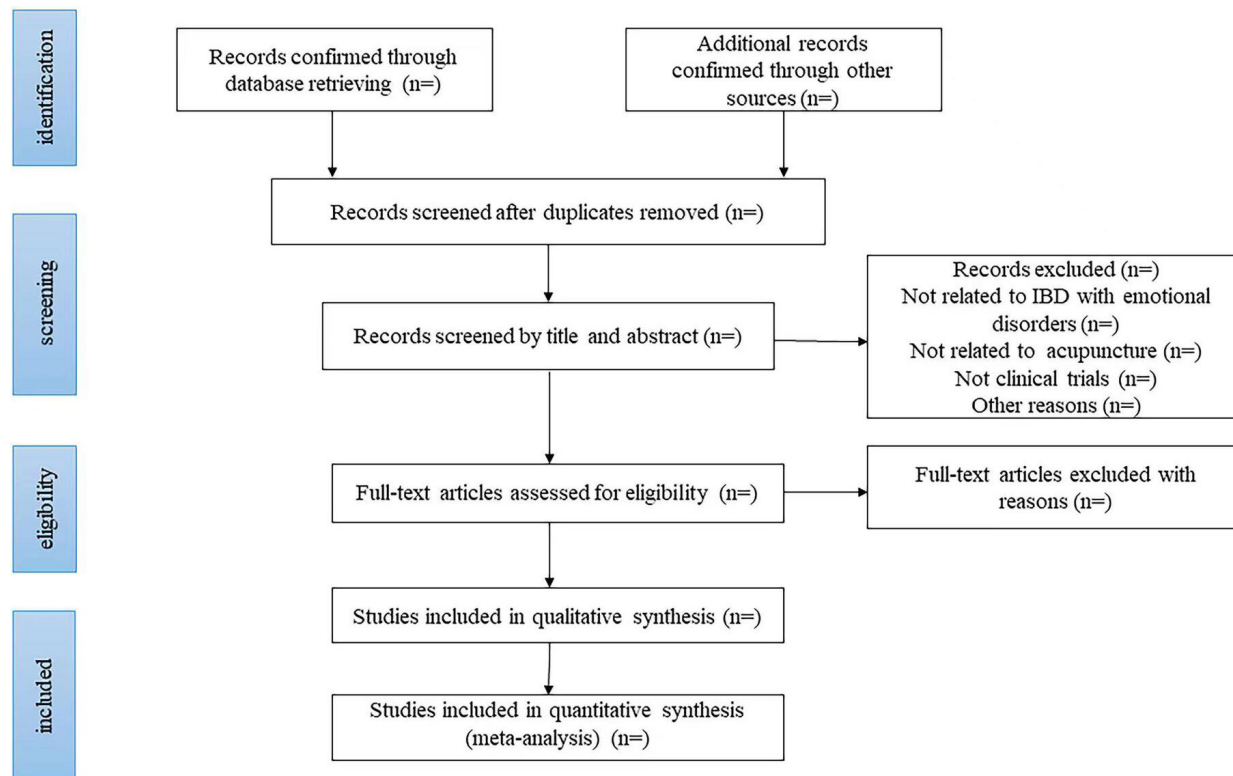 identification
Records confirmed through
database retrieving (n=)
Additional records
confirmed through other
sources (n=)
Records screened after duplicates removed (n=)
screening
Records screened by title and abstract (n=)
Records excluded (n=)
Not related to IBD with emotional
disorders (n=)
Not related to acupuncture (n=)
Not clinical trials (n=)
Other reasons (n=)
eligibility
Full-text articles assessed for eligibility (n=)
Full-text articles excluded with
reasons (n=)
Studies included in qualitative synthesis (n=)
included
Studies included in quantitative synthesis
(meta-analysis) (n=)